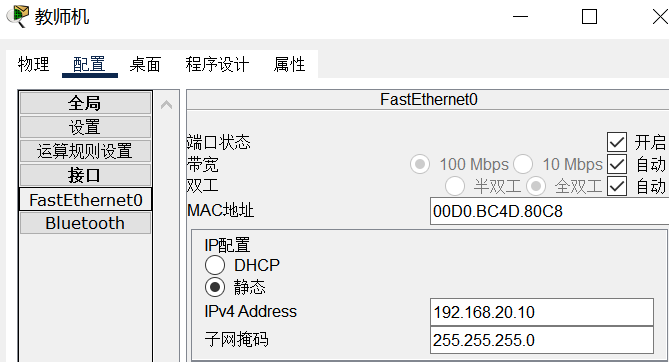 教师机
物理 配置 桌面 程序设计 属性
全局
设置
运算规则设置
接口
FastEthernet0
Bluetooth
FastEthernet0
端口状态 开启
带宽 100 Mbps 10 Mbps 自动
双工 半双工 全双工 自动
MAC地址 00D0.BC4D.80C8
IP配置
DHCP
静态
IPv4 Address 192.168.20.10
子网掩码 255.255.255.0